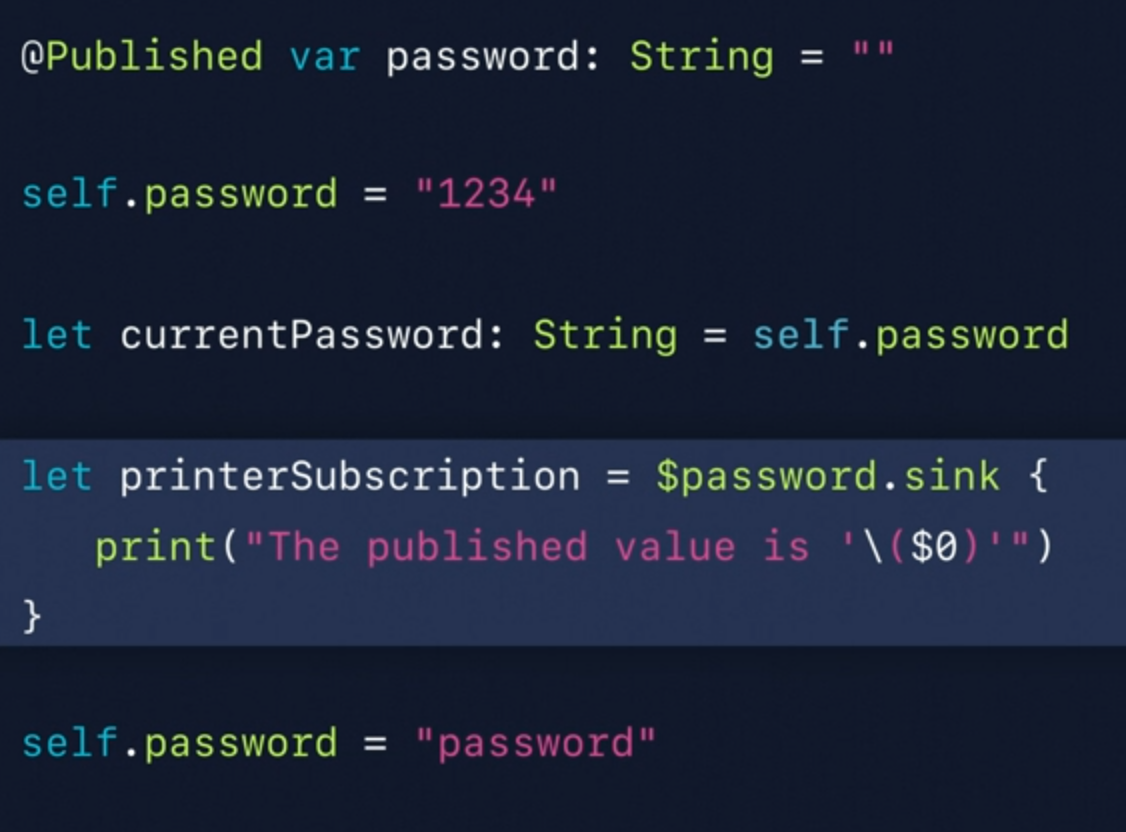 @Published var password: String = ""
self.password = "1234"
let currentPassword: String = self.password
let printerSubscription = $password.sink {
print("The published value is '\($0)'")
}
self.password = "password"